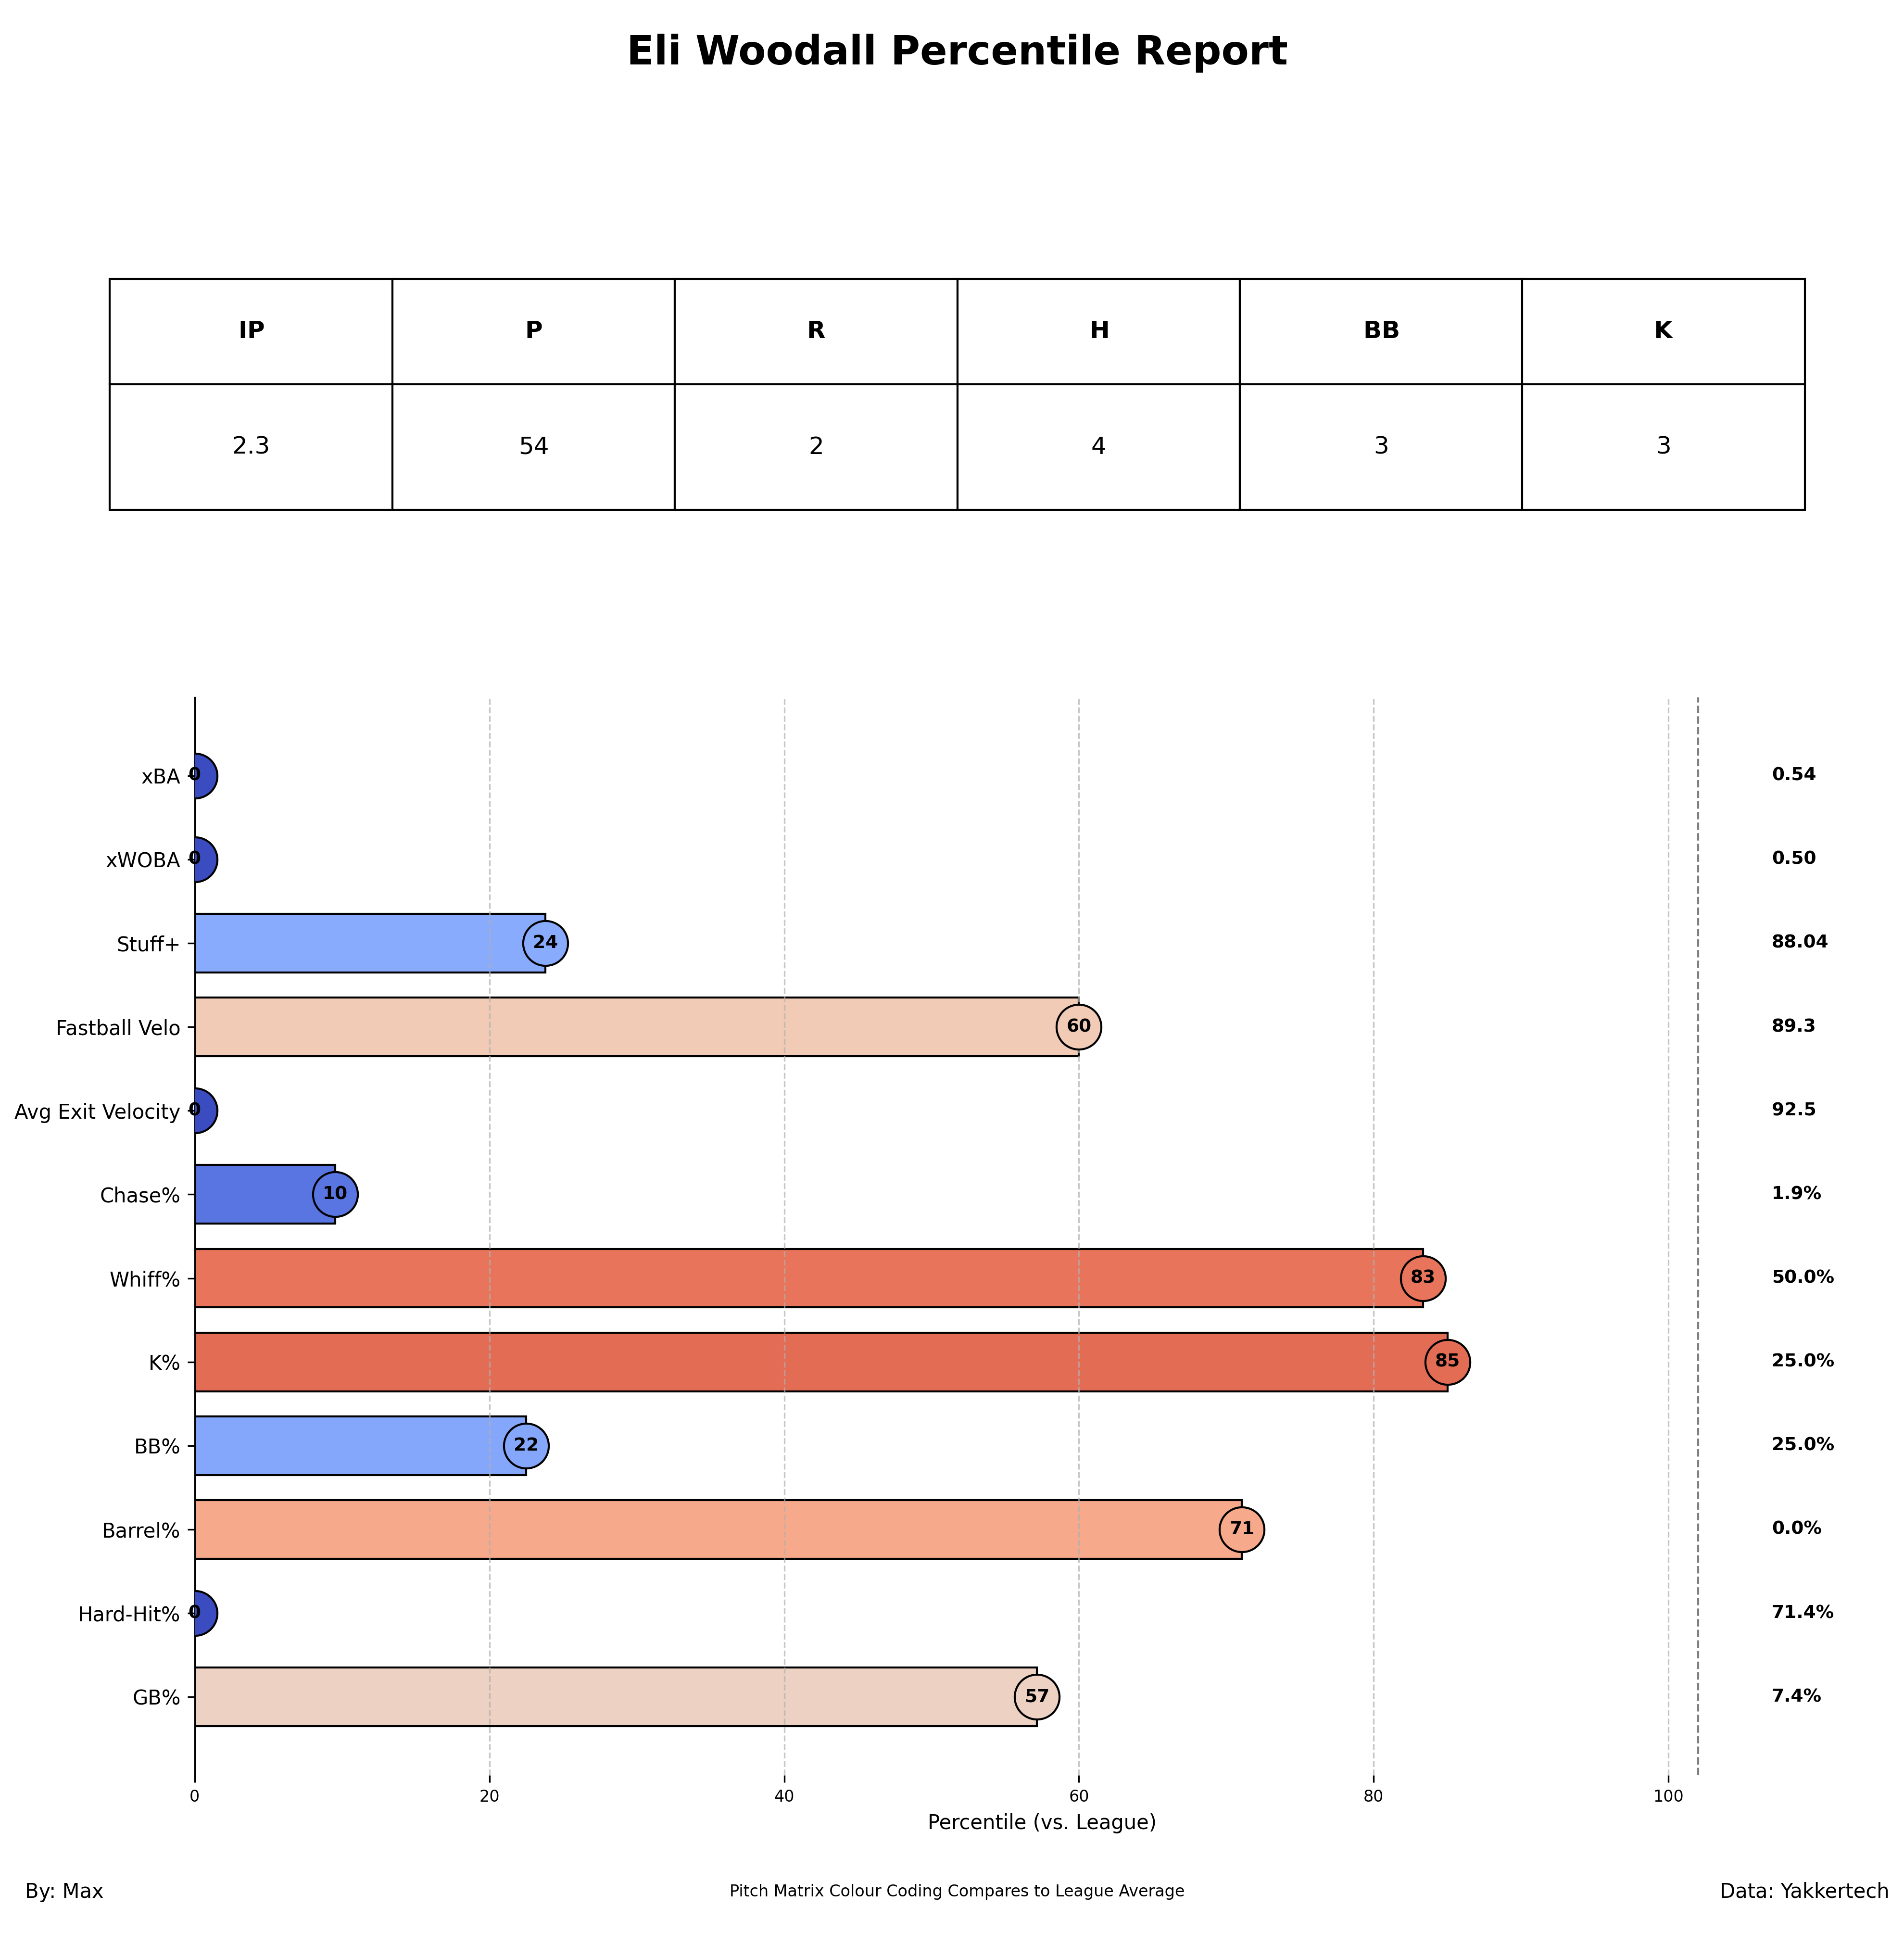 Eli Woodall Percentile Report
IP P R H BB K
2.3 54 2 4 3 3
xBA 0 0.54
xWOBA 0 0.50
Stuff+ 24 88.04
Fastball Velo 60 89.3
Avg Exit Velocity 0 92.5
Chase% 10 1.9%
Whiff% 83 50.0%
K% 85 25.0%
BB% 22 25.0%
Barrel% 71 0.0%
Hard-Hit% 0 71.4%
GB% 57 7.4%
0 20 40 60 80 100
Percentile (vs. League)
By: Max Pitch Matrix Colour Coding Compares to League Average Data: Yakkertech